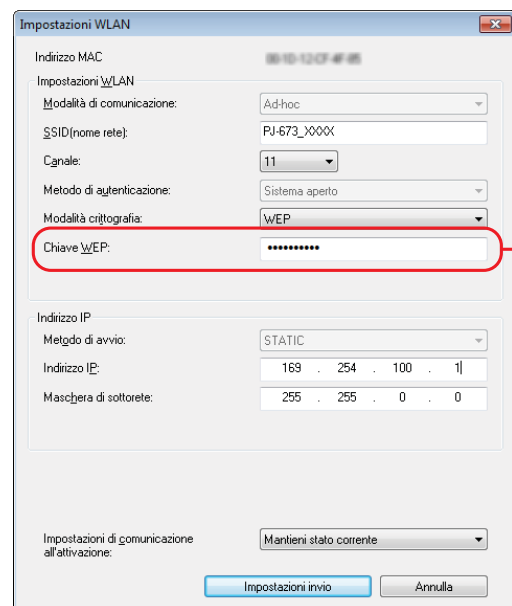 Impostazioni WLAN
Indirizzo MAC
Impostazioni WLAN
Modalità di comunicazione: Ad-hoc
SSID(nome rete): PJ-673_XXXX
Canale: 11
Metodo di autenticazione: Sistema aperto
Modalità crittografia: WEP
Chiave WEP: ••••••••••
Indirizzo IP
Metodo di avvio: STATIC
Indirizzo IP: 169 . 254 . 100 . 1
Maschera di sottorete: 255 . 255 . 0 . 0
Impostazioni di comunicazione Mantieni stato corrente
all'attivazione:
Impostazioni invio Annulla